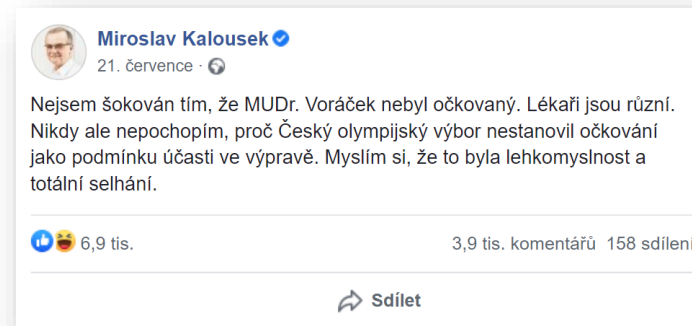 Miroslav Kalousek
21. července ·
Nejsem šokován tím, že MUDr. Voráček nebyl očkovaný. Lékaři jsou různí.
Nikdy ale nepochopím, proč Český olympijský výbor nestanovil očkování
jako podmínku účasti ve výpravě. Myslím si, že to byla lehkomyslnost a
totální selhání.
6,9 tis. 3,9 tis. komentářů 158 sdílení
Sdílet